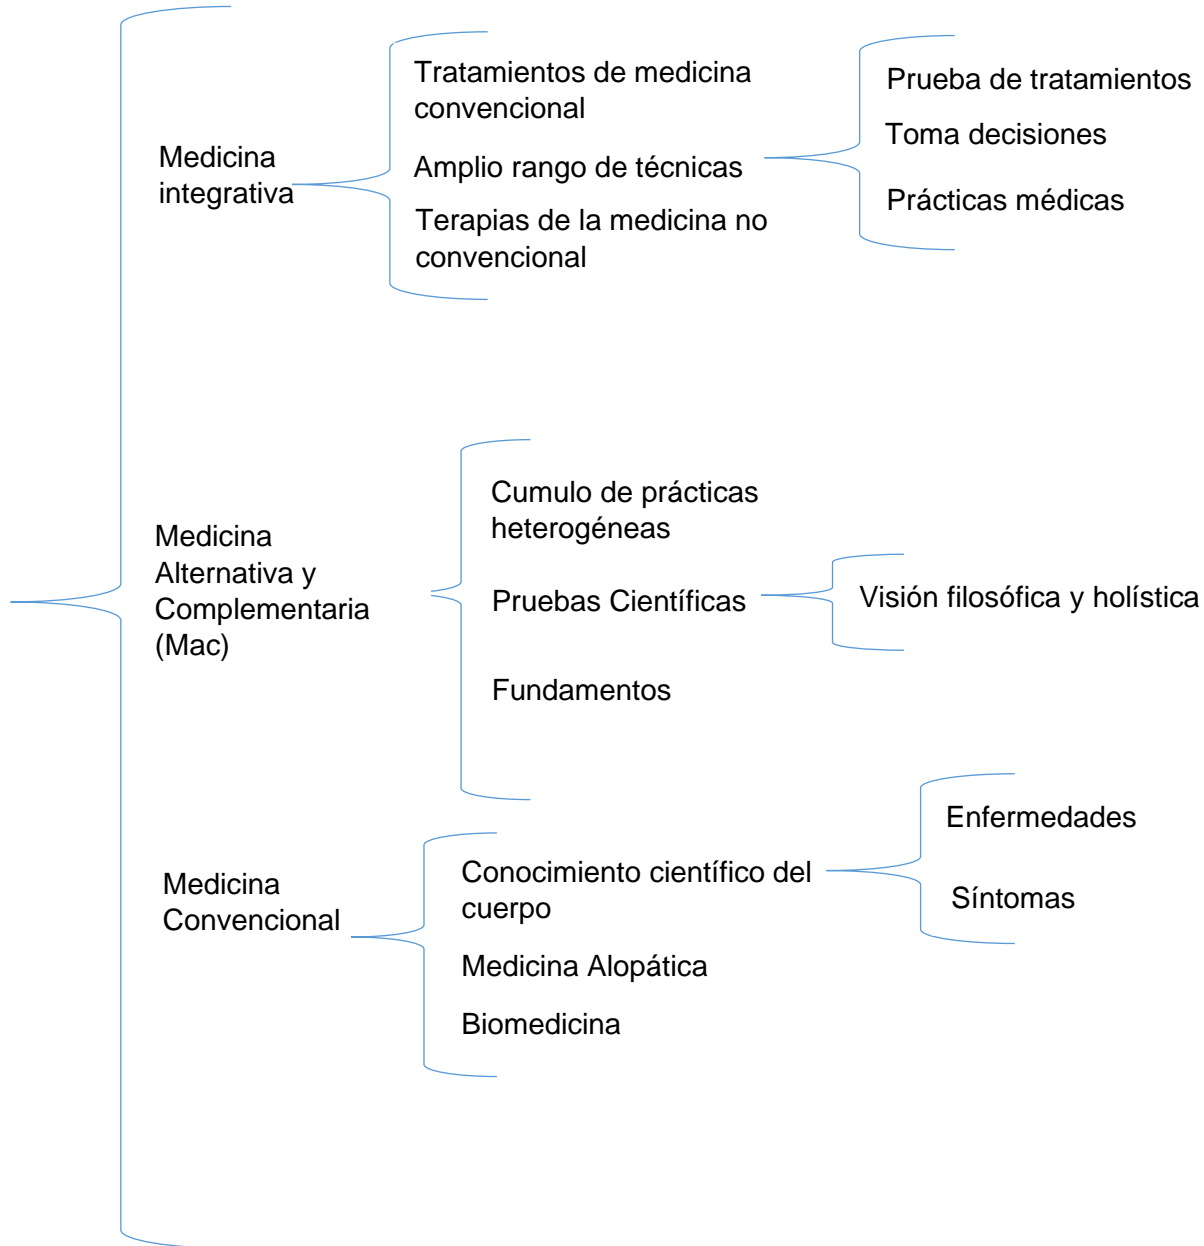 Medicina
integrativa
Tratamientos de medicina
convencional
Amplio rango de técnicas
Terapias de la medicina no
convencional
Prueba de tratamientos
Toma decisiones
Prácticas médicas
Medicina
Alternativa y
Complementaria
(Mac)
Cumulo de prácticas
heterogéneas
Pruebas Científicas
Fundamentos
Visión filosófica y holística
Medicina
Convencional
Conocimiento científico del
cuerpo
Medicina Alopática
Biomedicina
Enfermedades
Síntomas